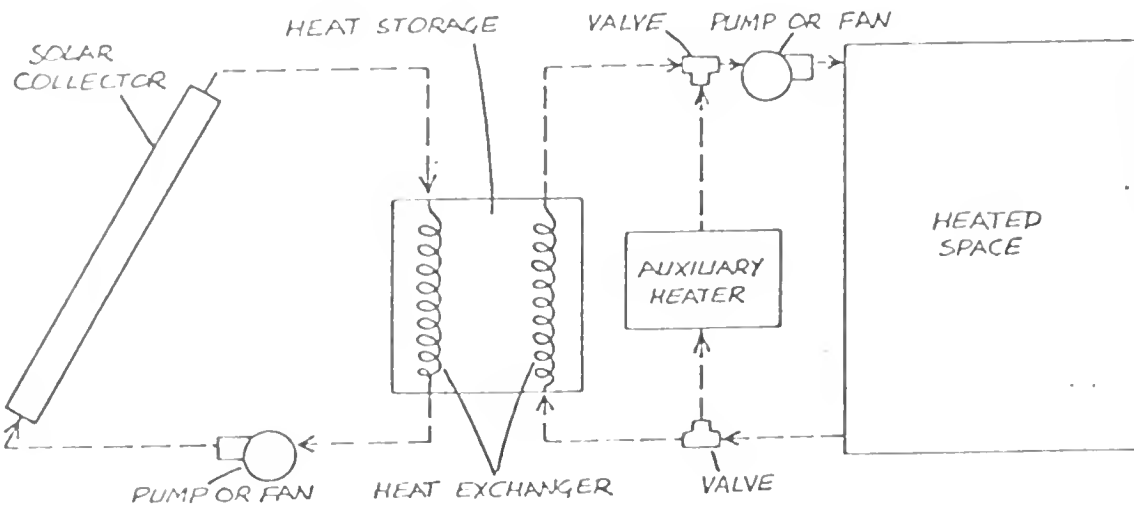 HEAT STORAGE
VALVE
PUMP OR FAN
SOLAR
COLLECTOR
HEATED
SPACE
AUXILIARY
HEATER
PUMP OR FAN
HEAT EXCHANGER
VALVE